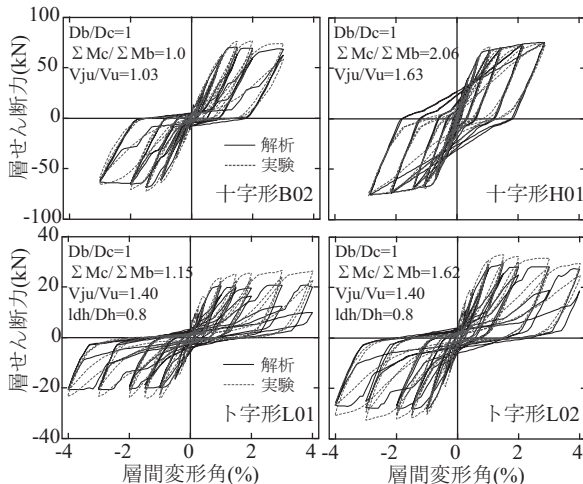 層せん断力(kN)
100
50
0
-50
-100
Db/Dc=1
ΣMc/ΣMb=1.0
Vju/Vu=1.03
解析
実験
十字形B02
Db/Dc=1
ΣMc/ΣMb=2.06
Vju/Vu=1.63
十字形H01
層せん断力(kN)
40
20
0
-20
-40
Db/Dc=1
ΣMc/ΣMb=1.15
Vju/Vu=1.40
ldh/Dh=0.8
解析
実験
ト字形L01
Db/Dc=1
ΣMc/ΣMb=1.62
Vju/Vu=1.40
ldh/Dh=0.8
ト字形L02
-4 -2 0 2 4
-4 -2 0 2 4
層間変形角(%)
層間変形角(%)